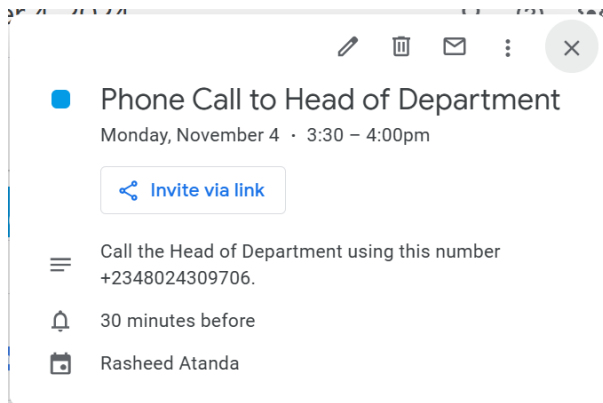 Phone Call to Head of Department
Monday, November 4 · 3:30 – 4:00pm
Invite via link
Call the Head of Department using this number
+2348024309706.
30 minutes before
Rasheed Atanda